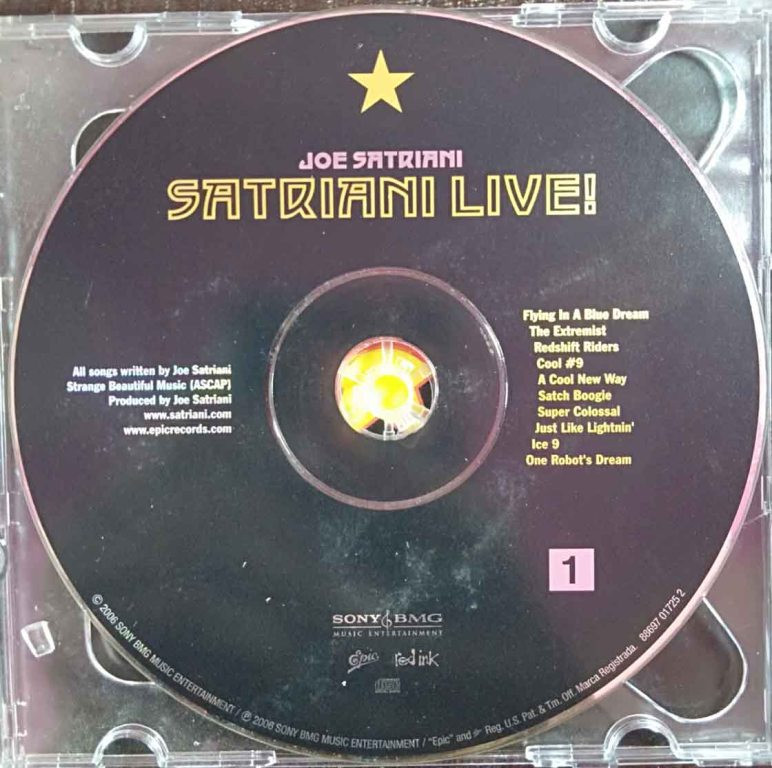 JOE SATRIANI
SATRIANI LIVE!
All songs written by Joe Satriani
Strange Beautiful Music (ASCAP)
Produced by Joe Satriani
www.satriani.com
www.epicrecords.com
Flying In A Blue Dream
The Extremist
Redshift Riders
Cool #9
A Cool New Way
Satch Boogie
Super Colossal
Just Like Lightnin'
Ice 9
One Robot's Dream
1
SONY BMG
MUSIC ENTERTAINMENT
Epic red ink
© 2006 SONY BMG MUSIC ENTERTAINMENT / ℗ 2006 SONY BMG MUSIC ENTERTAINMENT / "Epic" and Reg. U.S. Pat. & Tm. Off. Marca Registrada. 88697 01725 2